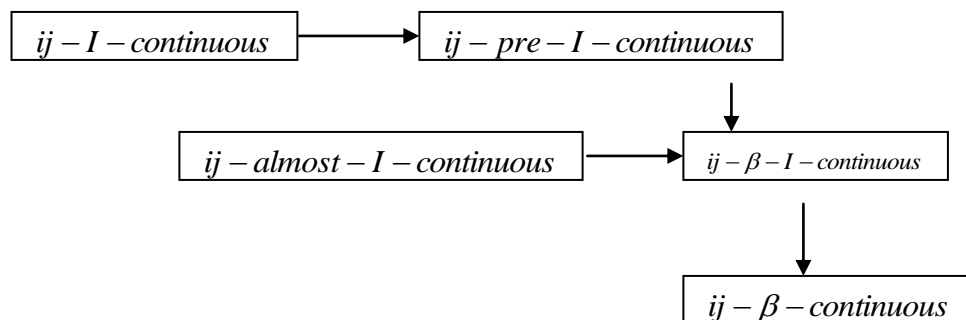 ij – I – continuous
ij – pre – I – continuous
ij – almost – I – continuous
ij – β – I – continuous
ij – β – continuous